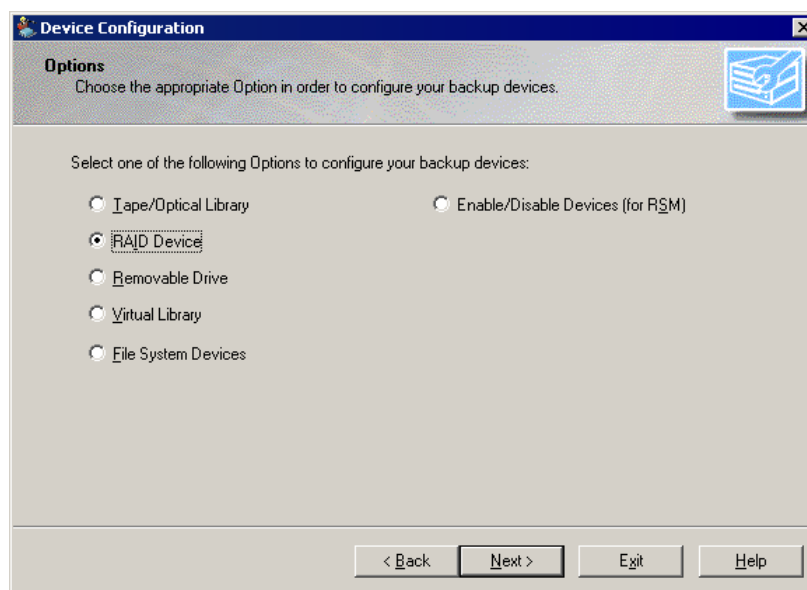 Device Configuration
Options
Choose the appropriate Option in order to configure your backup devices.
Select one of the following Options to configure your backup devices:
Tape/Optical Library
Enable/Disable Devices (for RSM)
RAID Device
Removable Drive
Virtual Library
File System Devices
< Back
Next >
Exit
Help